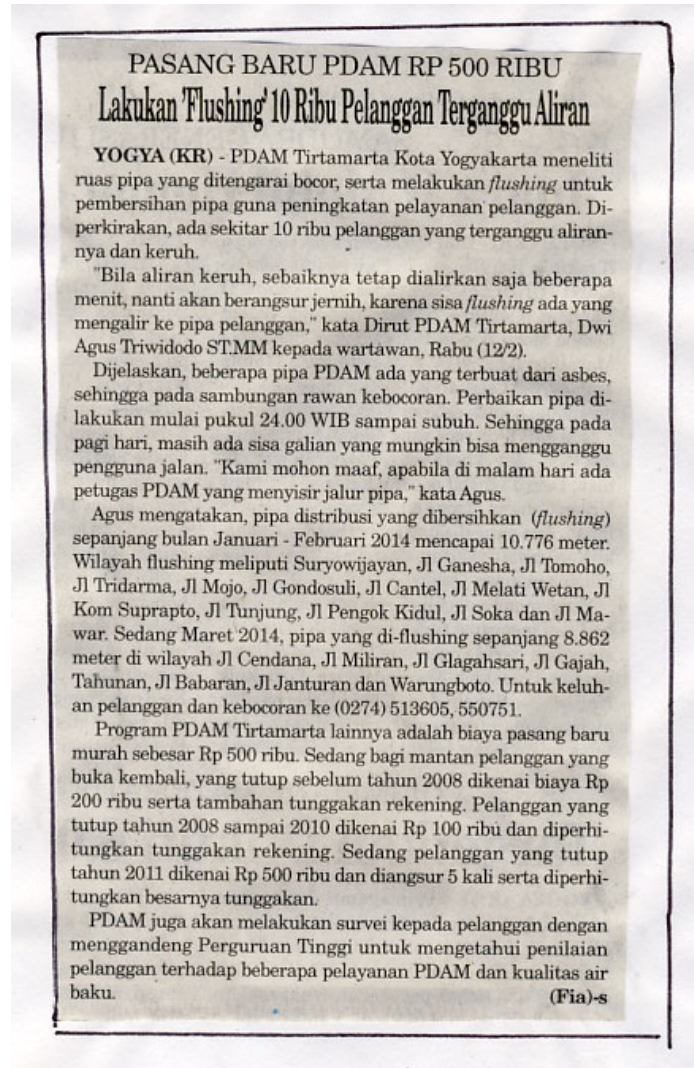 PASANG BARU PDAM RP 500 RIBU
Lakukan 'Flushing' 10 Ribu Pelanggan Terganggu Aliran
YOGYA (KR) - PDAM Tirtamarta Kota Yogyakarta meneliti
ruas pipa yang ditengarai bocor, serta melakukan flushing untuk
pembersihan pipa guna peningkatan pelayanan pelanggan. Di-
perkirakan, ada sekitar 10 ribu pelanggan yang terganggu aliran-
nya dan keruh.
"Bila aliran keruh, sebaiknya tetap dialirkan saja beberapa
menit, nanti akan berangsur jernih, karena sisa flushing ada yang
mengalir ke pipa pelanggan," kata Dirut PDAM Tirtamarta, Dwi
Agus Triwidodo ST.MM kepada wartawan, Rabu (12/2).
Dijelaskan, beberapa pipa PDAM ada yang terbuat dari asbes,
sehingga pada sambungan rawan kebocoran. Perbaikan pipa di-
lakukan mulai pukul 24.00 WIB sampai subuh. Sehingga pada
pagi hari, masih ada sisa galian yang mungkin bisa mengganggu
pengguna jalan. "Kami mohon maaf, apabila di malam hari ada
petugas PDAM yang menyisir jalur pipa," kata Agus.
Agus mengatakan, pipa distribusi yang dibersihkan (flushing)
sepanjang bulan Januari - Februari 2014 mencapai 10.776 meter.
Wilayah flushing meliputi Suryowijayan, Jl Ganesha, Jl Tomoho,
Jl Tridarma, Jl Mojo, Jl Gondosuli, Jl Cantel, Jl Melati Wetan, Jl
Kom Suprapto, Jl Tunjung, Jl Pengok Kidul, Jl Soka dan Jl Ma-
war. Sedang Maret 2014, pipa yang di-flushing sepanjang 8.862
meter di wilayah Jl Cendana, Jl Miliran, Jl Glagahsari, Jl Gajah,
Tahunan, Jl Babaran, Jl Janturan dan Warungboto. Untuk keluh-
an pelanggan dan kebocoran ke (0274) 513605, 550751.
Program PDAM Tirtamarta lainnya adalah biaya pasang baru
murah sebesar Rp 500 ribu. Sedang bagi mantan pelanggan yang
buka kembali, yang tutup sebelum tahun 2008 dikenai biaya Rp
200 ribu serta tambahan tunggakan rekening. Pelanggan yang
tutup tahun 2008 sampai 2010 dikenai Rp 100 ribu dan diperhi-
tungkan tunggakan rekening. Sedang pelanggan yang tutup
tahun 2011 dikenai Rp 500 ribu dan diangsur 5 kali serta diperhi-
tungkan besarnya tunggakan.
PDAM juga akan melakukan survei kepada pelanggan dengan
menggandeng Perguruan Tinggi untuk mengetahui penilaian
pelanggan terhadap beberapa pelayanan PDAM dan kualitas air
baku. (Fia)-s